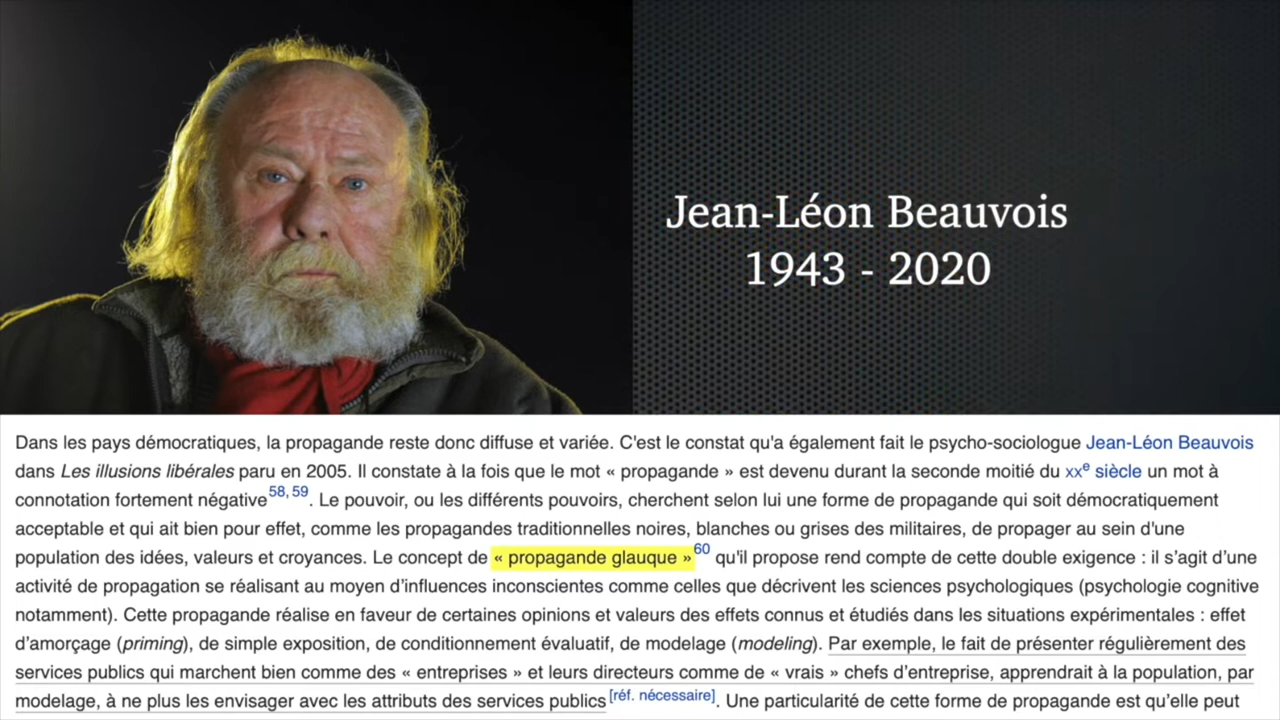 Jean-Léon Beauvois
1943 - 2020
Dans les pays démocratiques, la propagande reste donc diffuse et variée. C'est le constat qu'a également fait le psycho-sociologue Jean-Léon Beauvois
dans Les illusions libérales paru en 2005. Il constate à la fois que le mot « propagande » est devenu durant la seconde moitié du xxe siècle un mot à
connotation fortement négative58, 59. Le pouvoir, ou les différents pouvoirs, cherchent selon lui une forme de propagande qui soit démocratiquement
acceptable et qui ait bien pour effet, comme les propagandes traditionnelles noires, blanches ou grises des militaires, de propager au sein d'une
population des idées, valeurs et croyances. Le concept de « propagande glauque »60 qu'il propose rend compte de cette double exigence : il s’agit d’une
activité de propagation se réalisant au moyen d’influences inconscientes comme celles que décrivent les sciences psychologiques (psychologie cognitive
notamment). Cette propagande réalise en faveur de certaines opinions et valeurs des effets connus et étudiés dans les situations expérimentales : effet
d’amorçage (priming), de simple exposition, de conditionnement évaluatif, de modelage (modeling). Par exemple, le fait de présenter régulièrement des
services publics qui marchent bien comme des « entreprises » et leurs directeurs comme de « vrais » chefs d’entreprise, apprendrait à la population, par
modelage, à ne plus les envisager avec les attributs des services publics [réf. nécessaire]. Une particularité de cette forme de propagande est qu’elle peut